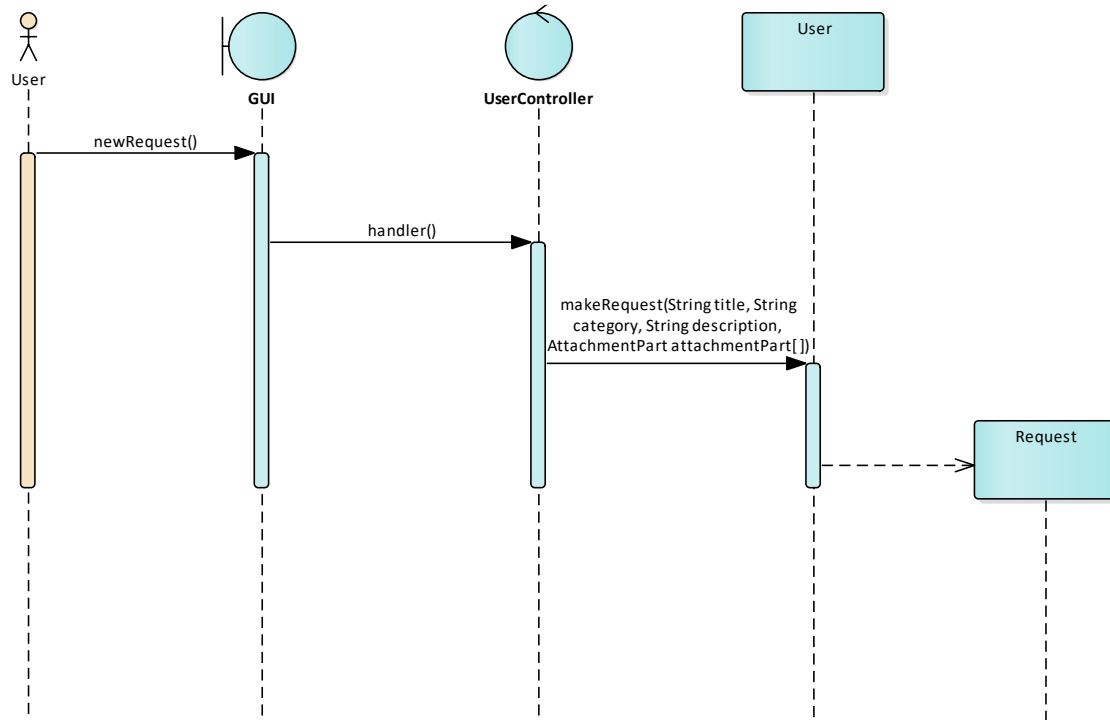 User
GUI
UserController
User
newRequest()
handler()
makeRequest(String title, String
category, String description,
AttachmentPart attachmentPart[])
Request